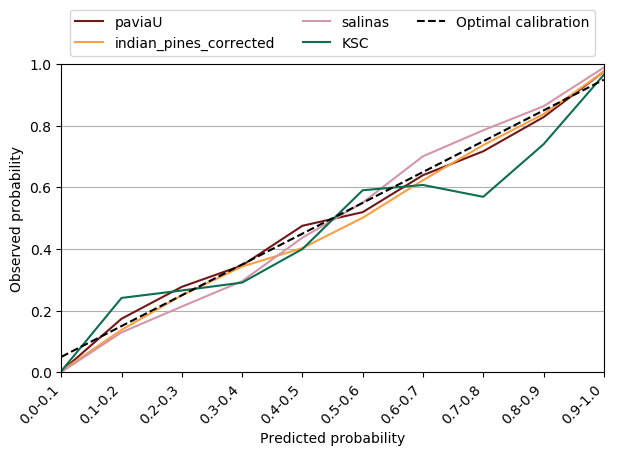 paviaU
indian_pines_corrected
salinas
KSC
Optimal calibration
Observed probability
1.0
0.8
0.6
0.4
0.2
0.0
0.0-0.1
0.1-0.2
0.2-0.3
0.3-0.4
0.4-0.5
0.5-0.6
0.6-0.7
0.7-0.8
0.8-0.9
0.9-1.0
Predicted probability